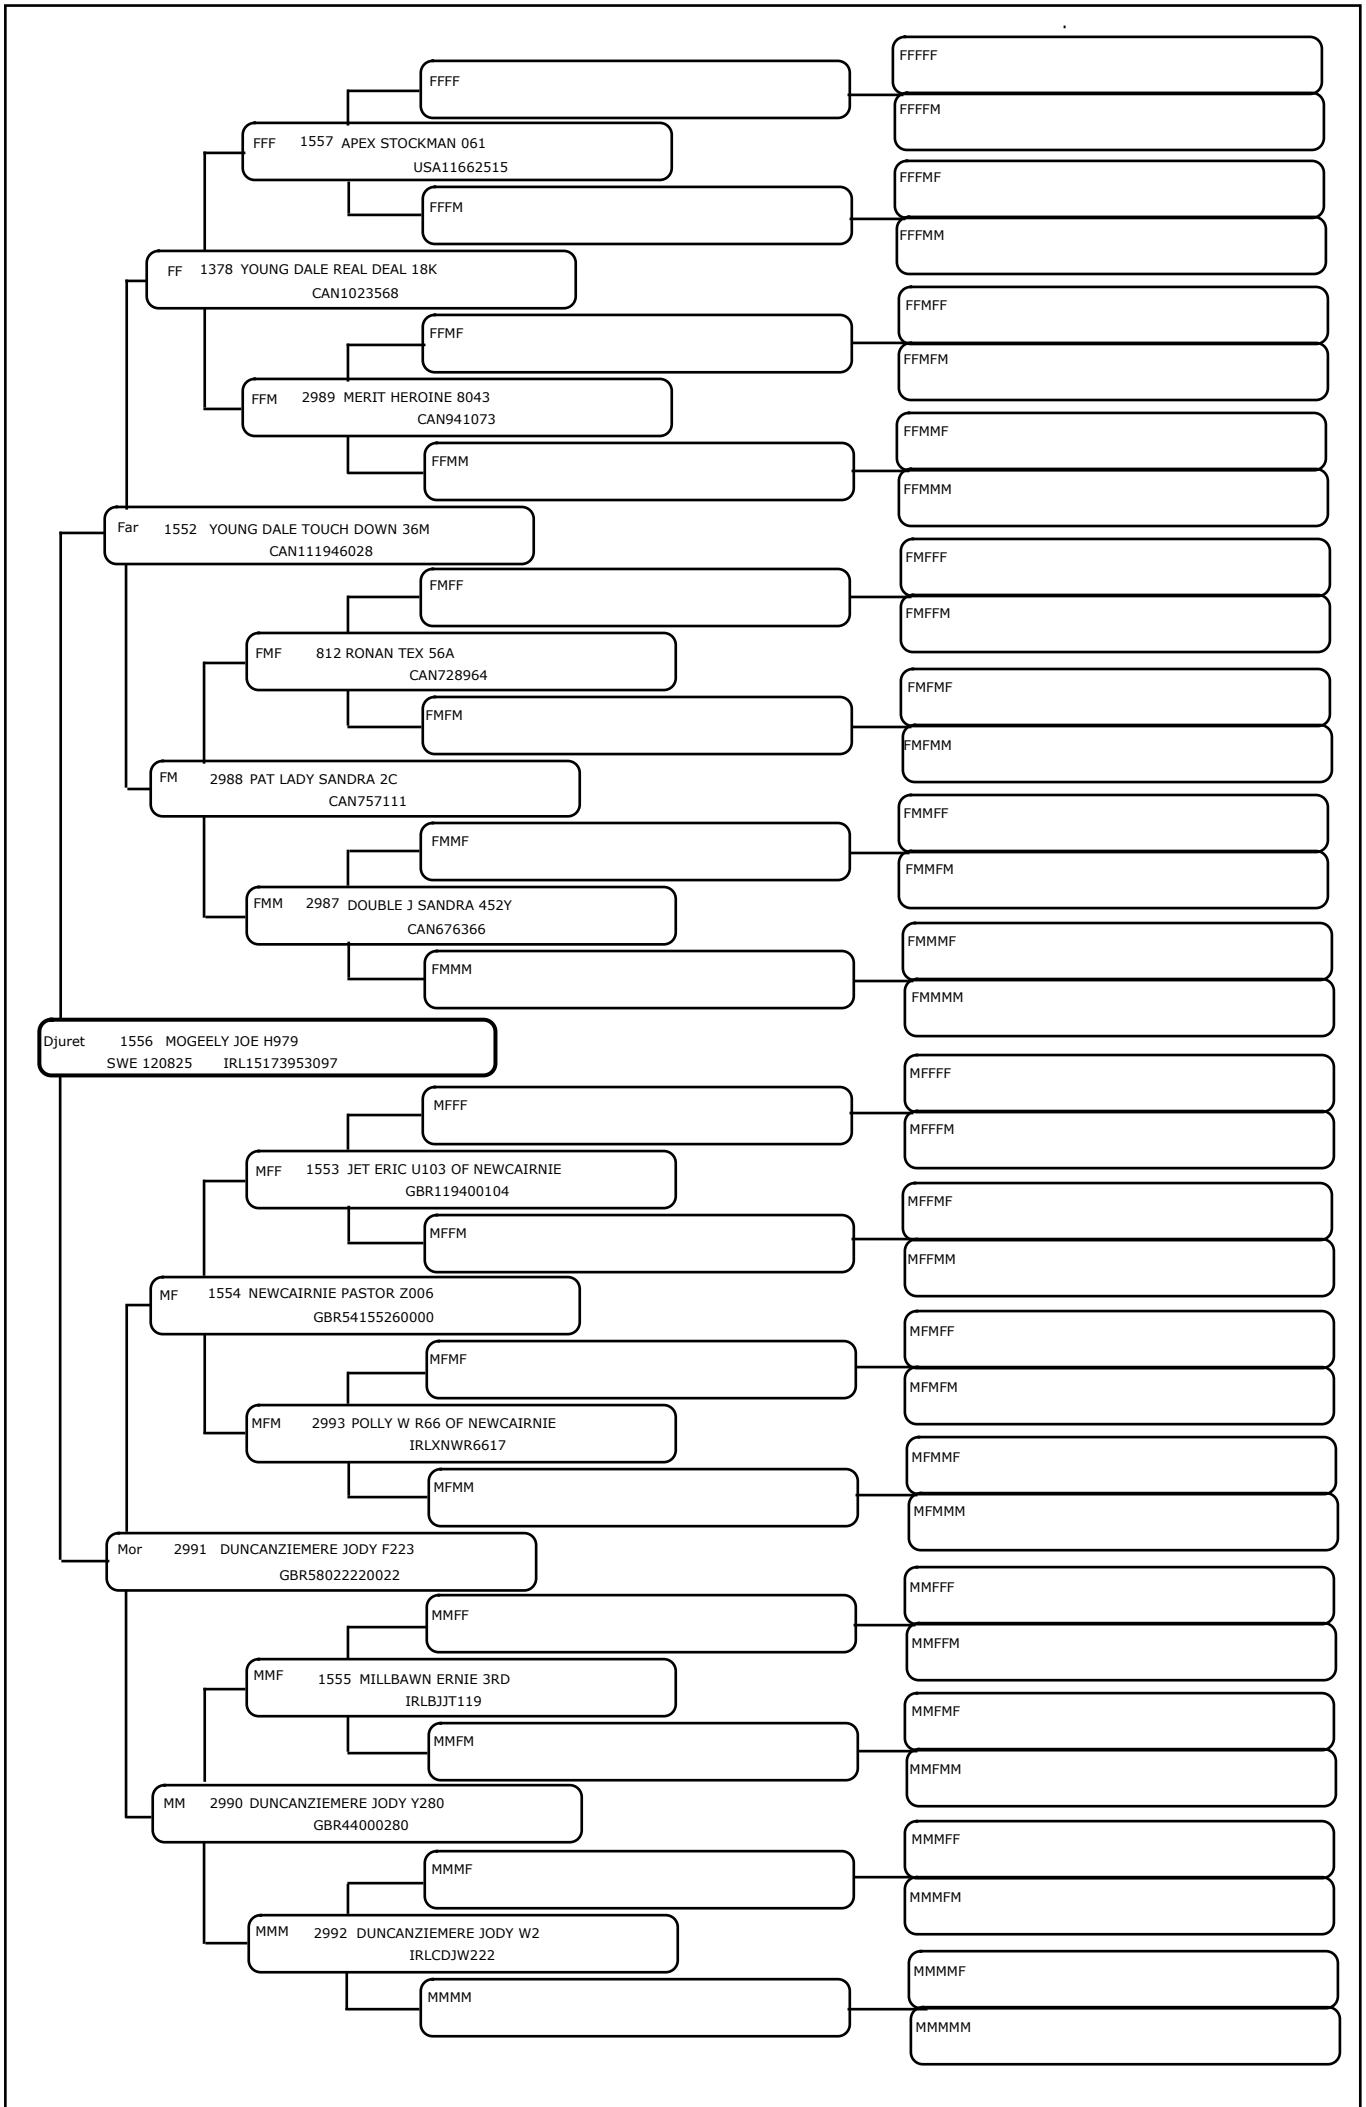 FFFFF
FFFF
FFFFM
FFF 1557 APEX STOCKMAN 061
USA11662515
FFFMF
FFFM
FFFMM
FF 1378 YOUNG DALE REAL DEAL 18K
CAN1023568
FFMFF
FFMF
FFMFM
FFM 2989 MERIT HEROINE 8043
CAN941073
FFMMF
FFMM
FFMMM
Far 1552 YOUNG DALE TOUCH DOWN 36M
CAN111946028
FMFFF
FMFF
FMFFM
FMF 812 RONAN TEX 56A
CAN728964
FMFMF
FMFM
FMFMM
FM 2988 PAT LADY SANDRA 2C
CAN757111
FMMFF
FMMF
FMMFM
FMM 2987 DOUBLE J SANDRA 452Y
CAN676366
FMMMF
FMMM
FMMMM
Djuret 1556 MOGEELY JOE H979
SWE 120825 IRL15173953097
MFFFF
MFFF
MFFFM
MFF 1553 JET ERIC U103 OF NEWCAIRNIE
GBR119400104
MFFMF
MFFM
MFFMM
MF 1554 NEWCAIRNIE PASTOR Z006
GBR54155260000
MFMFF
MFMF
MFMFM
MFM 2993 POLLY W R66 OF NEWCAIRNIE
IRLXNWR6617
MFMMF
MFMM
MFMMM
Mor 2991 DUNCANZIEMERE JODY F223
GBR58022220022
MMFFF
MMFF
MMFFM
MMF 1555 MILLBAWN ERNIE 3RD
IRLBJJT119
MMFMF
MMFM
MMFMM
MM 2990 DUNCANZIEMERE JODY Y280
GBR44000280
MMMFF
MMMF
MMMFM
MMM 2992 DUNCANZIEMERE JODY W2
IRLCDJW222
MMMMF
MMMM
MMMMM